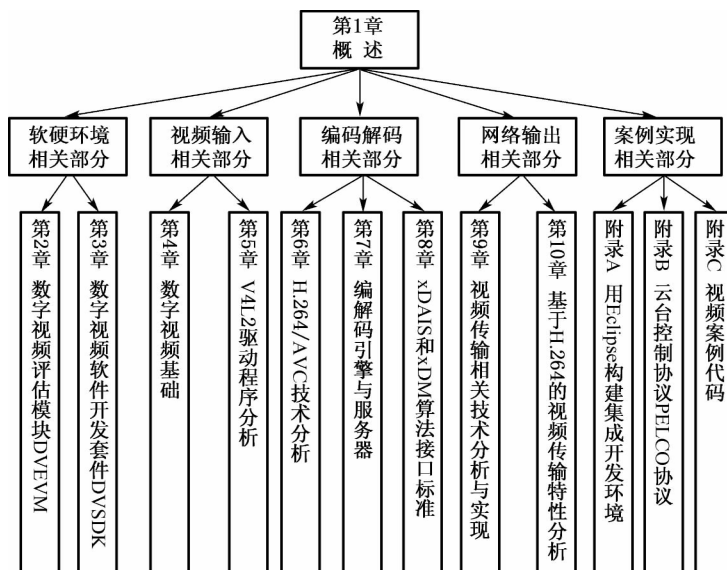 第1章
概 述
软硬环境
相关部分
视频输入
相关部分
编码解码
相关部分
网络输出
相关部分
案例实现
相关部分
第2章 数字视频评估模块DVEVM
第3章 数字视频软件开发套件DVSDK
第4章 数字视频基础
第5章 V4L2驱动程序分析
第6章 H.264/AVC技术分析
第7章 编解码引擎与服务器
第8章 xDAIS和xDM算法接口标准
第9章 视频传输相关技术分析与实现
第10章 基于H.264的视频传输特性分析
附录A 用Eclipse构建集成开发环境
附录B 云台控制协议PELCO协议
附录C 视频案例代码